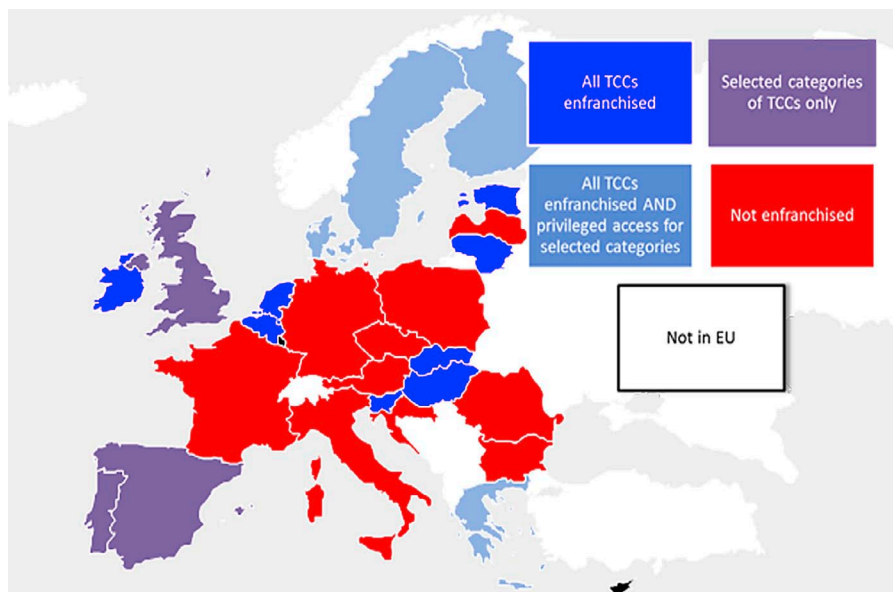 All TCCs
enfranchised
Selected categories
of TCCs only
All TCCs
enfranchised AND
privileged access for
selected categories
Not enfranchised
Not in EU